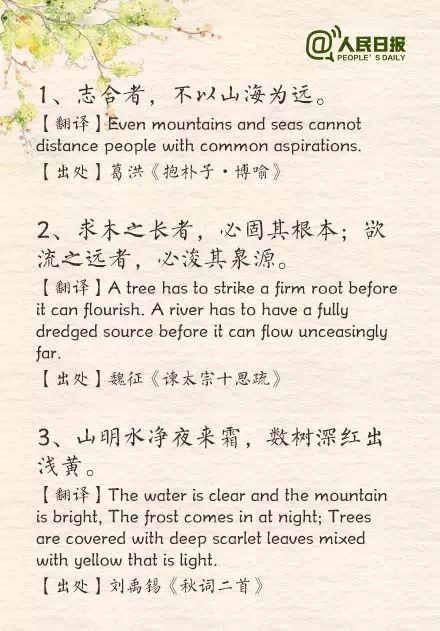 @人民日报
PEOPLE'S DAILY
1、志合者，不以山海为远。
【翻译】Even mountains and seas cannot
distance people with common aspirations.
【出处】葛洪《抱朴子·博喻》
2、求木之长者，必固其根本；欲
流之远者，必浚其泉源。
【翻译】A tree has to strike a firm root before
it can flourish. A river has to have a fully
dredged source before it can flow unceasingly
far.
【出处】魏征《谏太宗十思疏》
3、山明水净夜来霜，数树深红出
浅黄。
【翻译】The water is clear and the mountain
is bright, The frost comes in at night; Trees
are covered with deep scarlet leaves mixed
with yellow that is light.
【出处】刘禹锡《秋词二首》